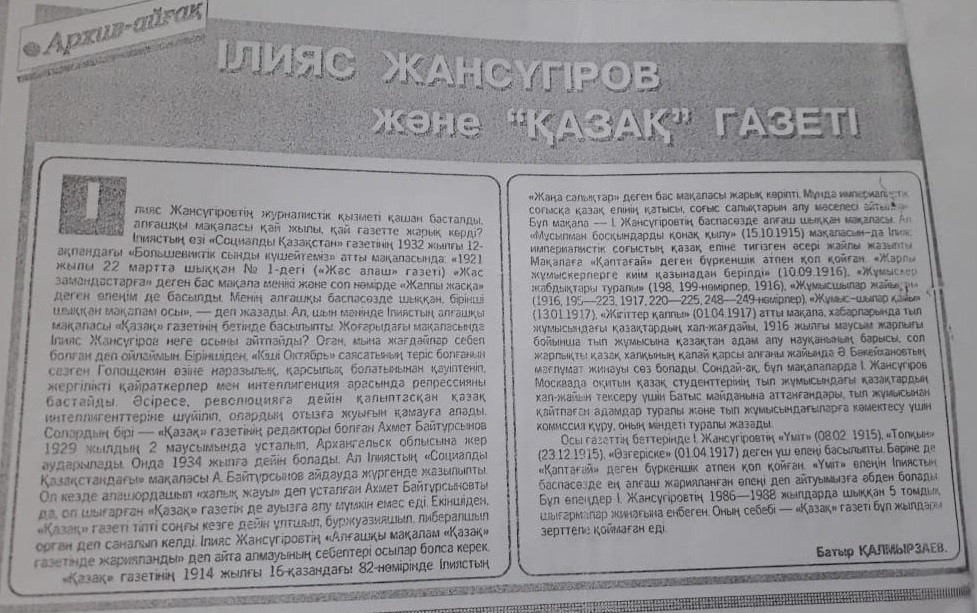 Архив-айғақ
ІЛИЯС ЖАНСҮГІРОВ
және “ҚАЗАҚ” ГАЗЕТІ
І
лияс Жансүгіровтің журналистік қызметі қашан басталды,
алғашқы мақаласы қай жылы, қай газетте жарық көрді?
Ілиястың өзі «Социалды Қазақстан» газетінің 1932 жылғы 12-
ақпандағы «Большевиктік сынды күшейтеміз» атты мақаласында: «1921
жылы 22 мартта шыққан № 1-дегі («Жас алаш» газеті) «Жас
замандастарға» деген бас мақала менікі және сол нөмірде «Жалпы жасқа»
деген өлеңім де басылды. Менің алғашқы баспасөзде шыққан, бірінші
шыққан мақалам осы», — деп жазады. Ал, шын мәнінде Ілиястың алғашқы
мақаласы «Қазақ» газетінің бетінде басылыпты. Жоғарыдағы мақаласында
Ілияс Жансүгіров неге осыны айтпайды? Оған, мына жағдайлар себеп
болған деп ойлаймын. Біріншіден, «Кіші Октябрь» саясатының теріс болғанын
сезген Голощекин өзіне наразылық, қарсылық болатынынан қауіптеніп,
жергілікті қайраткерлер мен интеллигенция арасында репрессияны
бастайды. Әсіресе, революцияға дейін қалыптасқан қазақ
интеллигенттеріне шүйіліп, олардың отызға жуығын қамауға алады.
Солардың бірі — «Қазақ» газетінің редакторы болған Ахмет Байтұрсынов
1929 жылдың 2 маусымында ұсталып, Архангельск облысына жер
аударылады. Онда 1934 жылға дейін болады. Ал Ілиястың «Социалды
Қазақстандағы» мақаласы А. Байтұрсынов айдауда жүргенде жазылыпты.
Ол кезде алашордашыл «халық жауы» деп ұсталған Ахмет Байтұрсыновты
да, ол шығарған «Қазақ» газетін де ауызға алу мүмкін емес еді. Екіншіден,
«Қазақ» газеті тіпті соңғы кезге дейін ұлтшыл, буржуазияшыл, либералшыл
орган деп саналып келді. Ілияс Жансүгіровтің «Алғашқы мақалам «Қазақ»
газетінде жарияланды» деп айта алмауының себептері осылар болса керек.
«Қазақ» газетінің 1914 жылғы 16-қазандағы 82-нөмірінде Ілиястың
«Жаңа салықтар» деген бас мақаласы жарық көріпті. Мұнда империалистік
соғысқа қазақ елінің қатысы, соғыс салықтарын алу мәселесі
Бұл мақала — І. Жансүгіровтің баспасөзде алғаш шыққан мақаласы. Ал
«Мұсылман босқындарды қонақ қылу» (15.10.1915) мақаласын-да Ілияс
империалистік соғыстың қазақ еліне тигізген әсері жайлы жазыпты.
Мақалаға «Қаптағай» деген бүркеншік атпен қол қойған. «Жарлы
жұмыскерлерге киім қазынадан берілді» (10.09.1916), «Жұмыскер
жабдықтары туралы» (198, 199-нөмірлер, 1916), «Жұмысшылар жайынан»
(1916, 195—223, 1917, 220—225, 248—249-нөмірлер), «Жұмыс-шылар қайы»
(13.01.1917), «Жігіттер қалпы» (01.04.1917) атты мақала, хабарларында тыл
жұмысындағы қазақтардың хал-жағдайы, 1916 жылғы маусым жарлығы
бойынша тыл жұмысына қазақтан адам алу науқанының барысы, сол
жарлықты қазақ халқының қалай қарсы алғаны жайында Ә. Бөкейхановтың
мағлұмат жинауы сөз болады. Сондай-ақ, бұл мақалаларда І. Жансүгіров
Москвада оқитын қазақ студенттерінің тыл жұмысындағы қазақтардың
хал-жайын тексеру үшін Батыс майданына аттанғандары, тыл жұмысынан
қайтпаған адамдар туралы және тыл жұмысындағыларға көмектесу үшін
комиссия құру, оның міндеті туралы жазады.
Осы газеттің беттерінде І. Жансүгіровтің «Үміт» (08.02. 1915), «Толқын»
(23.12.1915), «Өзгеріске» (01.04.1917) деген үш өлеңі басылыпты. Бәріне де
«Қаптағай» деген бүркеншік атпен қол қойған. «Үміт» өлеңін Ілиястың
баспасөзде ең алғаш жарияланған өлеңі деп айтуымызға әбден болады.
Бұл өлеңдер І. Жансүгіровтің 1986—1988 жылдарда шыққан 5 томдық
шығармалар жинағына енбеген. Оның себебі — «Қазақ» газеті бұл жылдары
зерттеле қоймаған еді.
Батыр ҚАЛМЫРЗАЕВ.